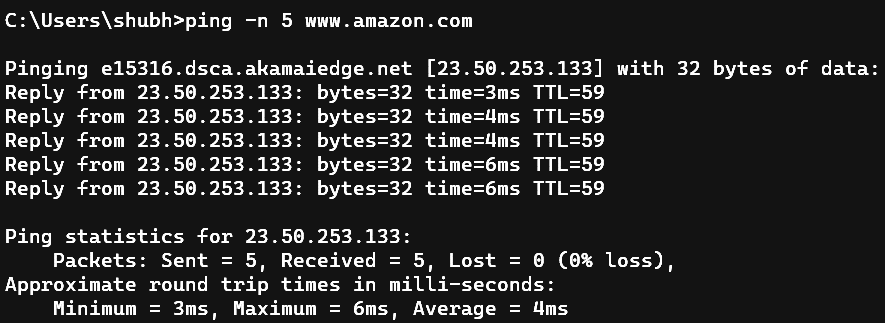 C:\Users\shubh>ping -n 5 www.amazon.com
Pinging e15316.dsca.akamaiedge.net [23.50.253.133] with 32 bytes of data:
Reply from 23.50.253.133: bytes=32 time=3ms TTL=59
Reply from 23.50.253.133: bytes=32 time=4ms TTL=59
Reply from 23.50.253.133: bytes=32 time=4ms TTL=59
Reply from 23.50.253.133: bytes=32 time=6ms TTL=59
Reply from 23.50.253.133: bytes=32 time=6ms TTL=59
Ping statistics for 23.50.253.133:
    Packets: Sent = 5, Received = 5, Lost = 0 (0% loss),
Approximate round trip times in milli-seconds:
    Minimum = 3ms, Maximum = 6ms, Average = 4ms